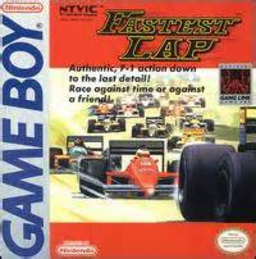 Nintendo
GAME BOY
NTVIC
FASTEST
LAP
Authentic, F-1 action down
to the last detail!
Race against time or against
a friend!
GAME LINK
Nintendo